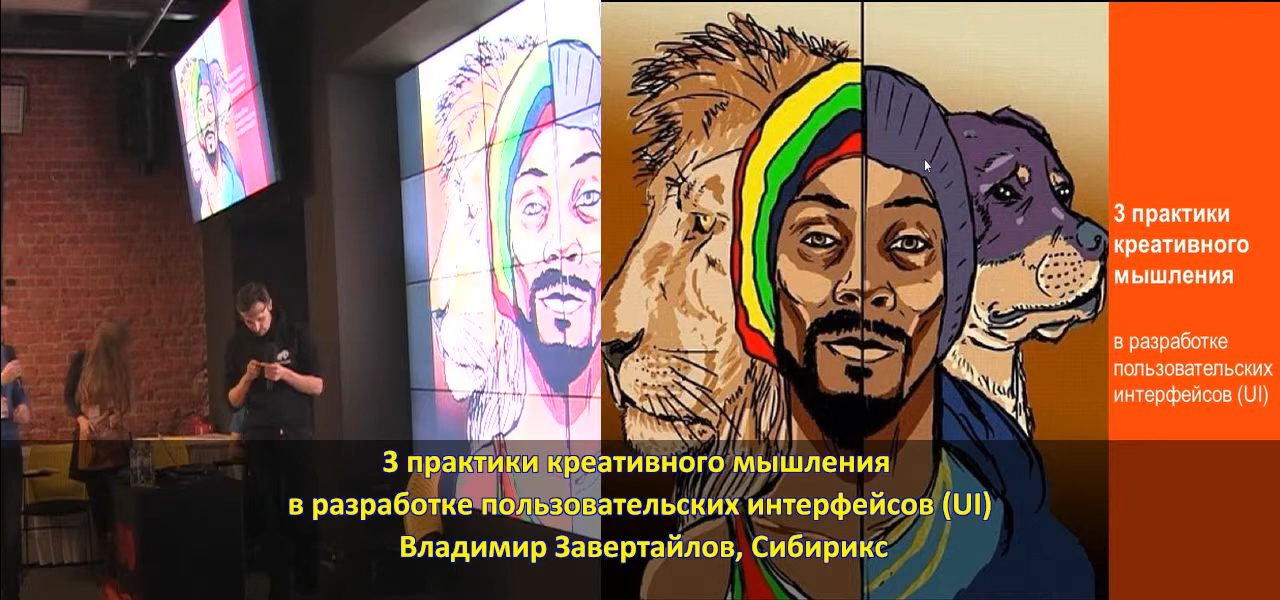 3 практики
креативного
мышления
в разработке
пользовательских
интерфейсов (UI)
3 практики креативного мышления
в разработке пользовательских интерфейсов (UI)
Владимир Завертайлов, Сибирикс